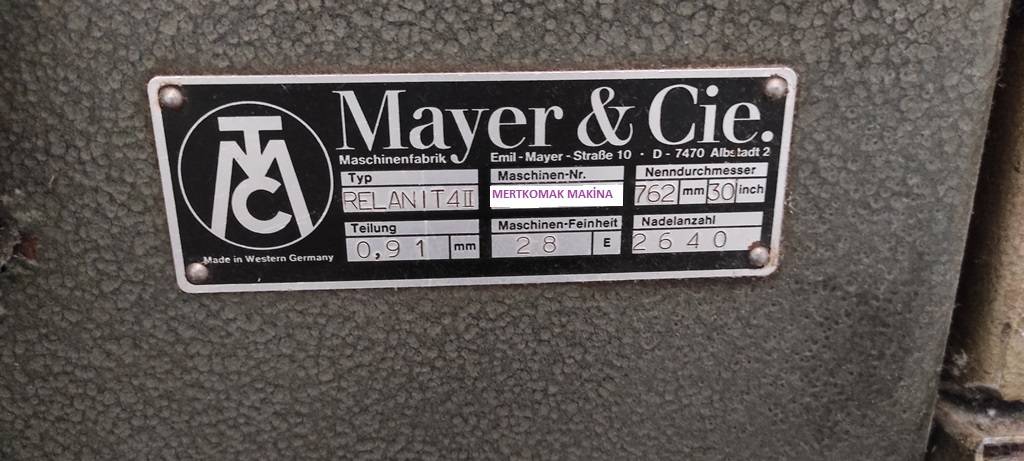 TMC
Mayer & Cie.
Maschinenfabrik Emil-Mayer-Straße 10 · D-7470 Albstadt 2
Typ Maschinen-Nr. Nenndurchmesser
RELANIT4II MERTKOMAK MAKİNA 762 mm 30 inch
Teilung Maschinen-Feinheit Nadelanzahl
0,91 mm 28 E 2640
Made in Western Germany